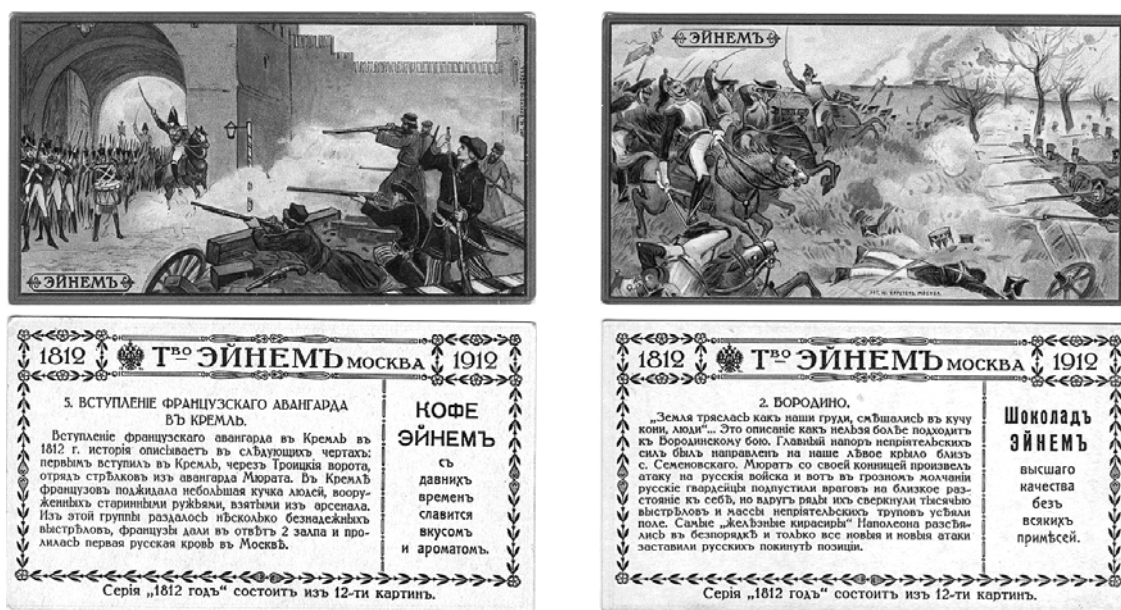 ЭЙНЕМЪ
1812
Тво ЭЙНЕМЪ МОСКВА
1912
5. ВСТУПЛЕНІЕ ФРАНЦУЗСКАГО АВАНГАРДА
ВЪ КРЕМЛЬ.
Вступленіе французскаго авангарда въ Кремль въ
1812 г. исторія описываетъ въ слѣдующихъ чертахъ:
первымъ вступилъ въ Кремль, черезъ Троицкія ворота,
отрядъ стрѣлковъ изъ авангарда Мюрата. Въ Кремлѣ
французовъ поджидала небольшая кучка людей, воору-
женныхъ старинными ружьями, взятыми изъ арсенала.
Изъ этой группы раздалось нѣсколько безнадежныхъ
выстрѣловъ, французы дали въ отвѣтъ 2 залпа и про-
лилась первая русская кровь въ Москвѣ.
КОФЕ
ЭЙНЕМЪ
съ
давнихъ
временъ
славится
вкусомъ
и ароматомъ.
Серія „1812 годъ“ состоитъ изъ 12-ти картинъ.
ЭЙНЕМЪ
МОСКВА
1812
Тво ЭЙНЕМЪ МОСКВА
1912
2. БОРОДИНО.
„Земля тряслась какъ наши груди, смѣшались въ кучу
кони, люди“... Это описаніе какъ нельзя болѣе подходитъ
къ Бородинскому бою. Главный напоръ непріятельскихъ
силъ былъ направленъ на наше лѣвое крыло близъ
с. Семеновскаго. Мюратъ со своей конницей произвелъ
атаку на русскія войска и вотъ въ грозномъ молчаніи
русскіе гвардейцы подпустили враговъ на близкое раз-
стояніе къ себѣ, но вдругъ ряды ихъ сверкнули тысячью
выстрѣловъ и массы непріятельскихъ труповъ усѣяли
поле. Самые „желѣзные кирасиры“ Наполеона разсѣя-
лись въ безпорядкѣ и только все новыя и новыя атаки
заставили русскихъ покинуть позиціи.
Шоколадъ
ЭЙНЕМЪ
высшаго
качества
безъ
всякихъ
примѣсей.
Серія „1812 годъ“ состоитъ изъ 12-ти картинъ.